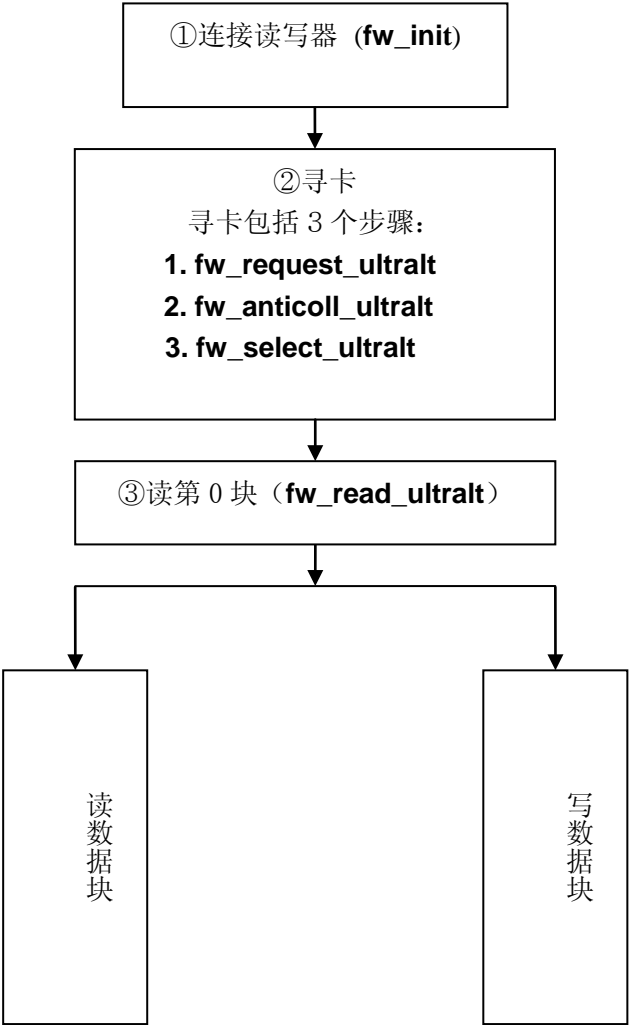 ①连接读写器 (fw_init)
②寻卡
寻卡包括 3 个步骤：
1. fw_request_ultralt
2. fw_anticoll_ultralt
3. fw_select_ultralt
③读第 0 块（fw_read_ultralt）
读数据块
写数据块